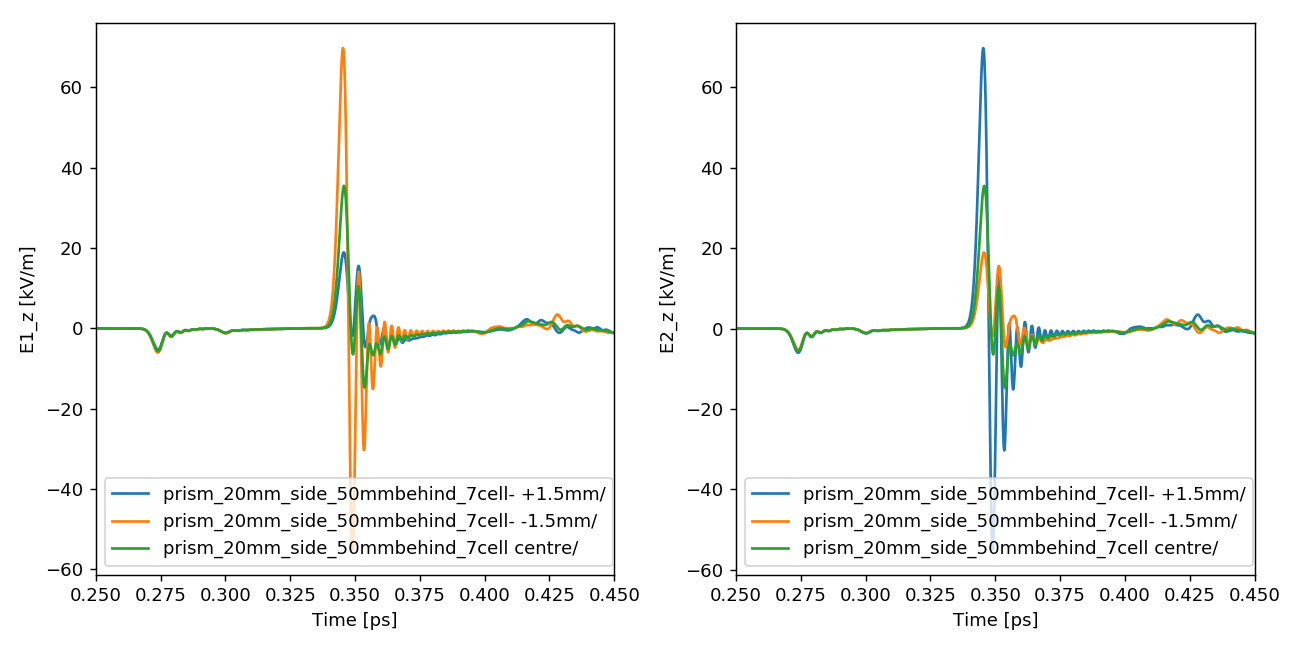 60
40
20
0
−20
−40
−60
E1_z [kV/m]
prism_20mm_side_50mmbehind_7cell- +1.5mm/
prism_20mm_side_50mmbehind_7cell- -1.5mm/
prism_20mm_side_50mmbehind_7cell centre/
0.250 0.275 0.300 0.325 0.350 0.375 0.400 0.425 0.450
Time [ps]
60
40
20
0
−20
−40
−60
E2_z [kV/m]
prism_20mm_side_50mmbehind_7cell- +1.5mm/
prism_20mm_side_50mmbehind_7cell- -1.5mm/
prism_20mm_side_50mmbehind_7cell centre/
0.250 0.275 0.300 0.325 0.350 0.375 0.400 0.425 0.450
Time [ps]